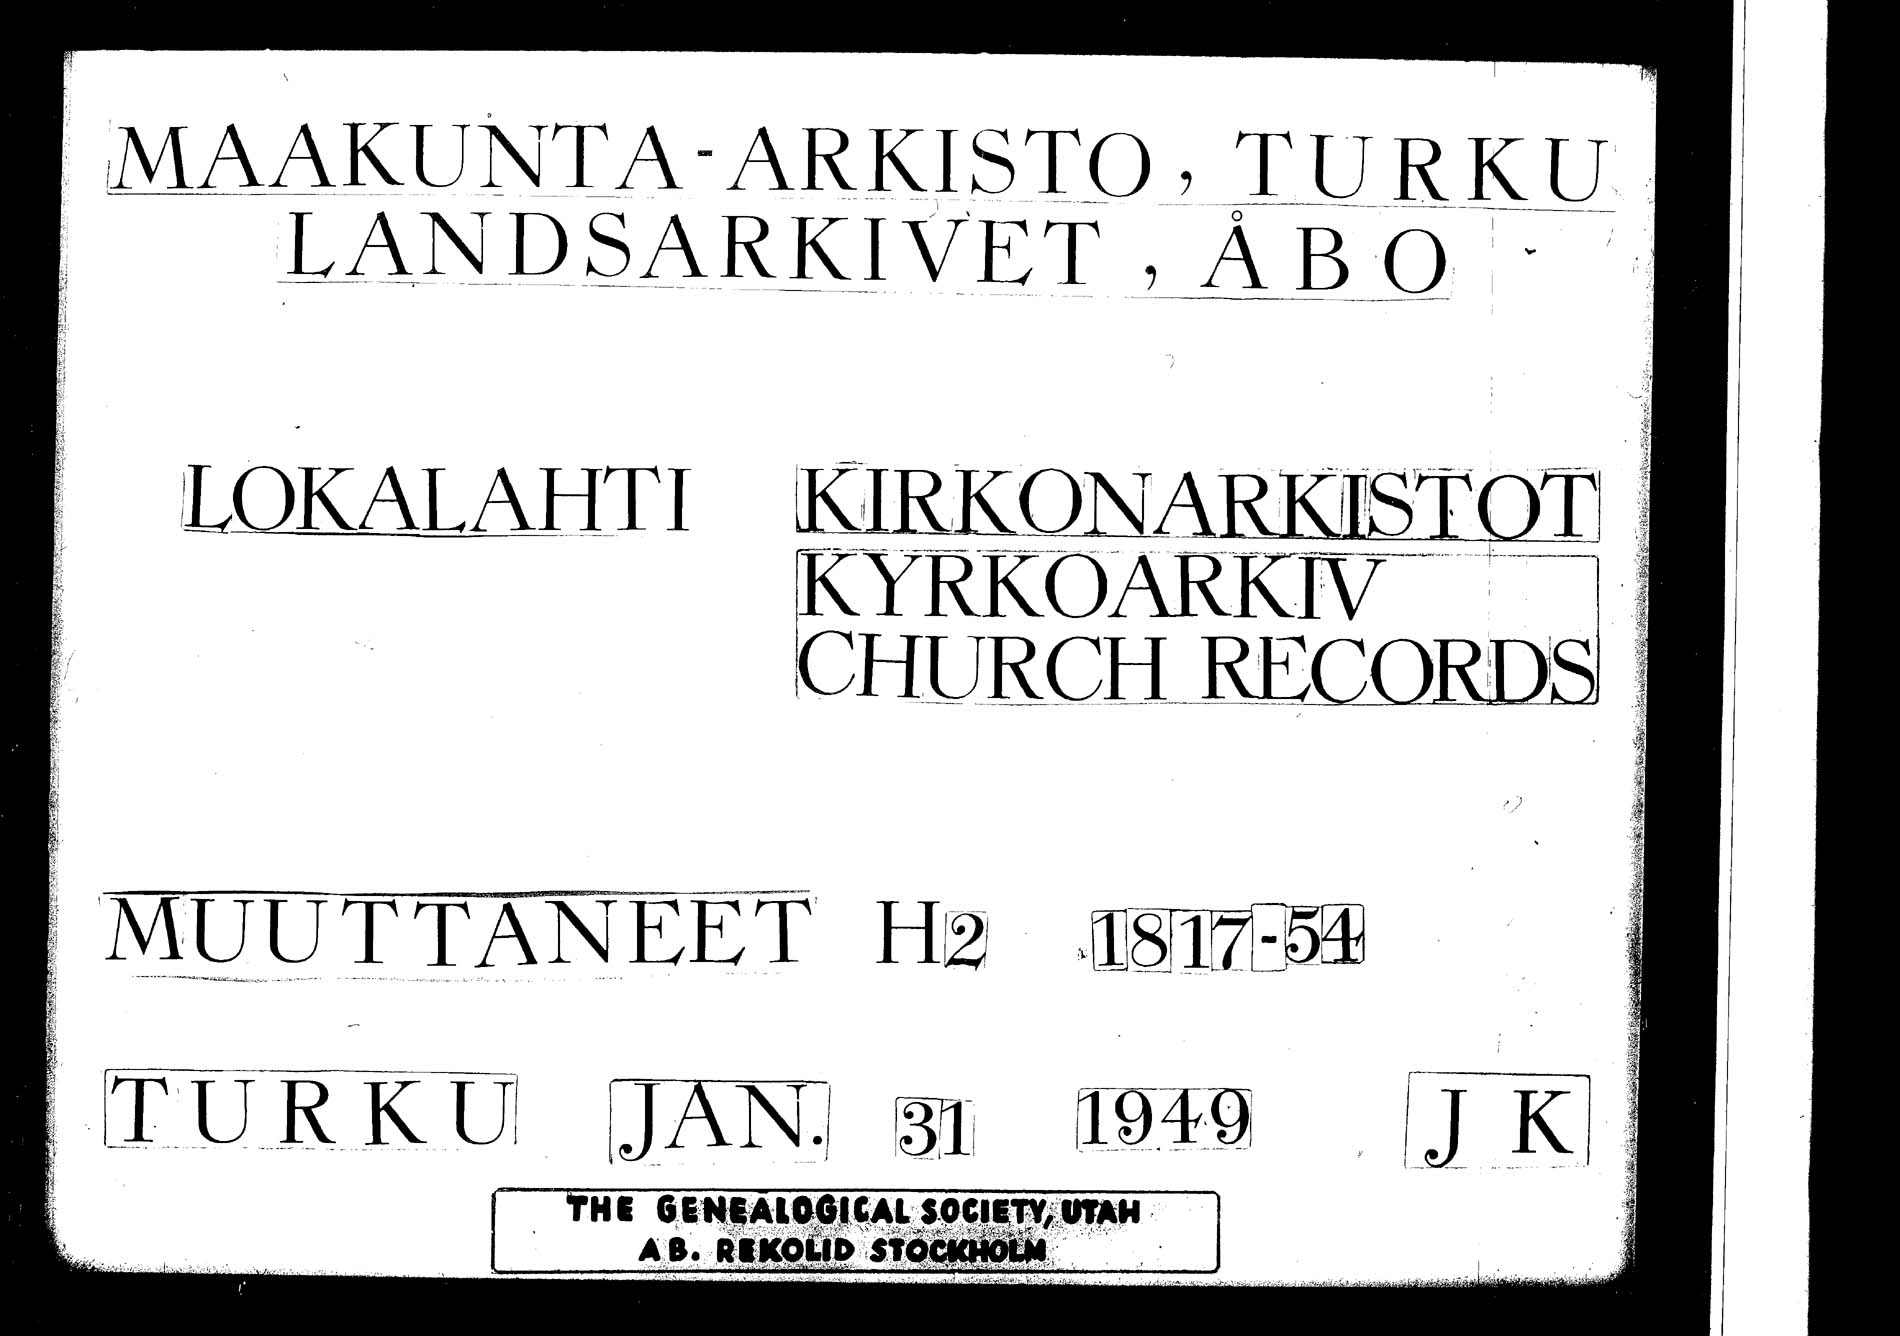 MAAKUNTA-ARKISTO, TURKU
LANDSARKIVET, ÅBO
LOKALAHTI KIRKONARKISTOT
KYRKOARKIV
CHURCH RECORDS
MUUTTANEET H2 1817-54
TURKU JAN. 31 1949 J K
THE GENEALOGICAL SOCIETY, UTAH
AB. REKOLID STOCKHOLM